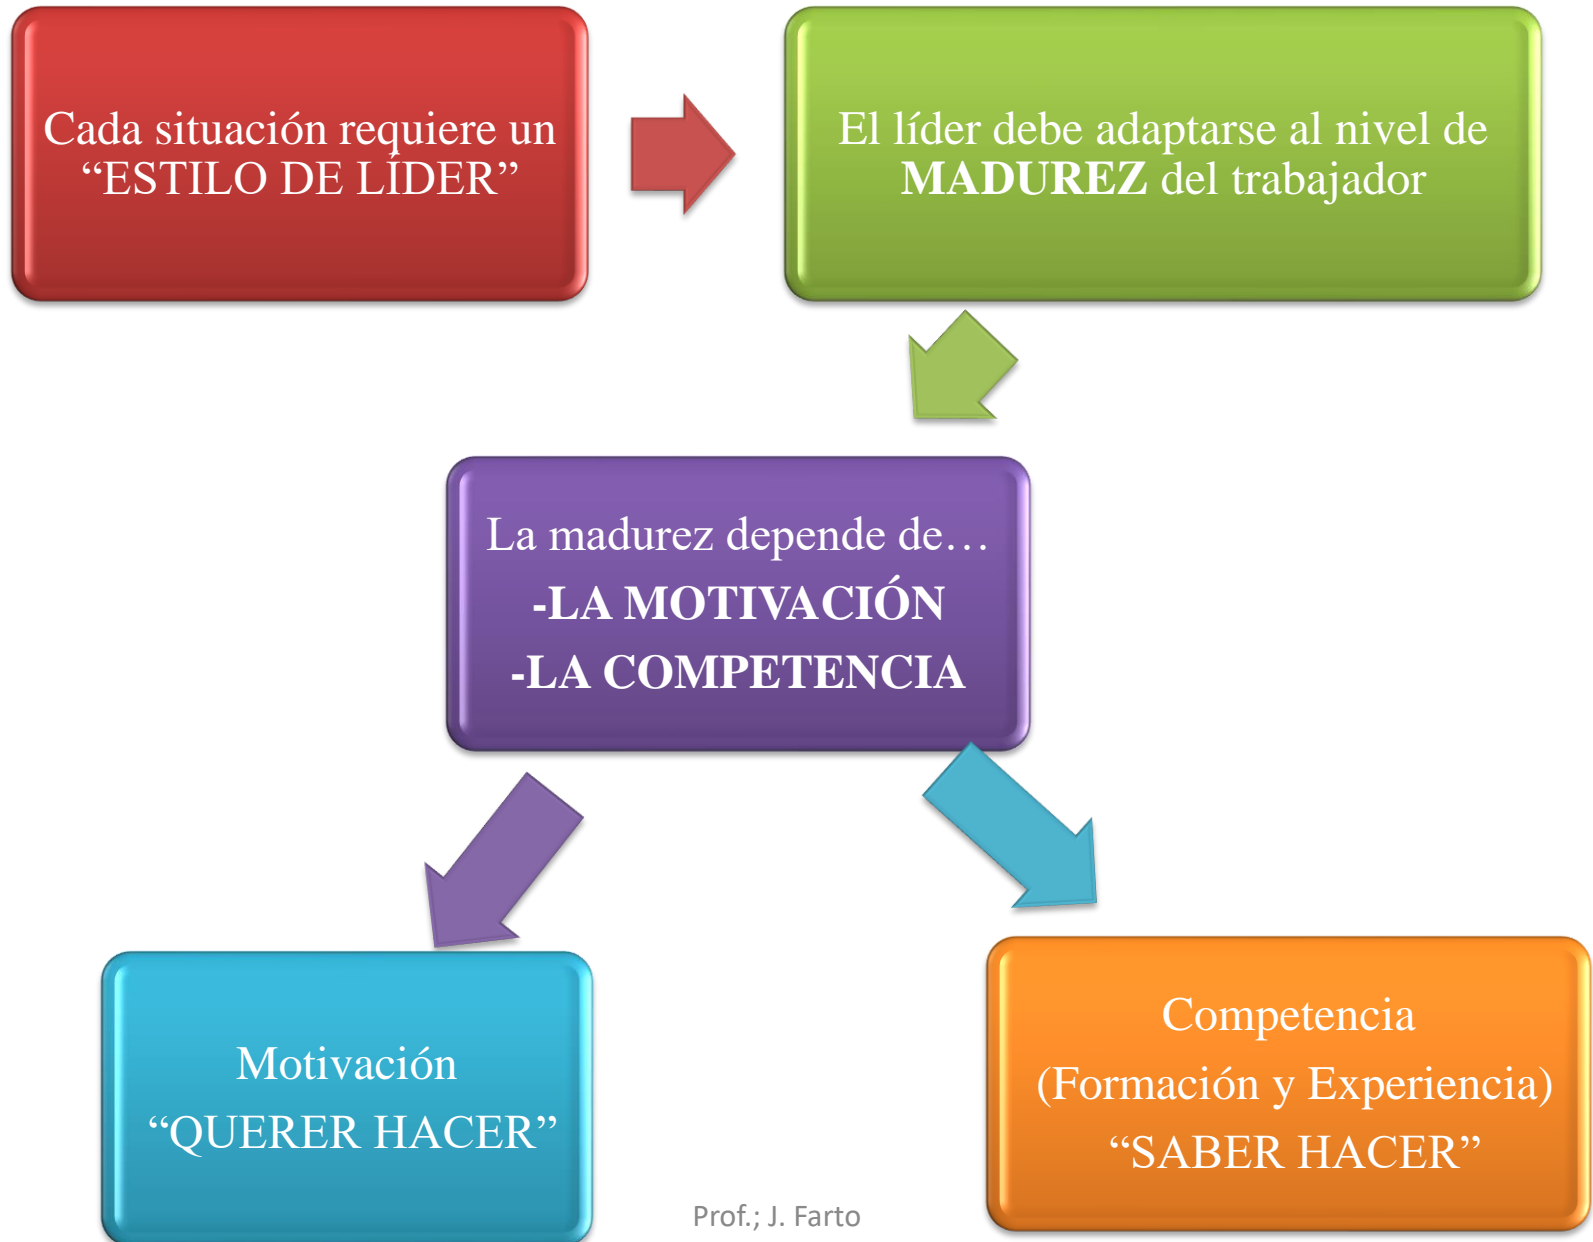 Cada situación requiere un
“ESTILO DE LÍDER”
El líder debe adaptarse al nivel de
MADUREZ del trabajador
La madurez depende de…
-LA MOTIVACIÓN
-LA COMPETENCIA
Motivación
“QUERER HACER”
Competencia
(Formación y Experiencia)
“SABER HACER”
Prof.; J. Farto